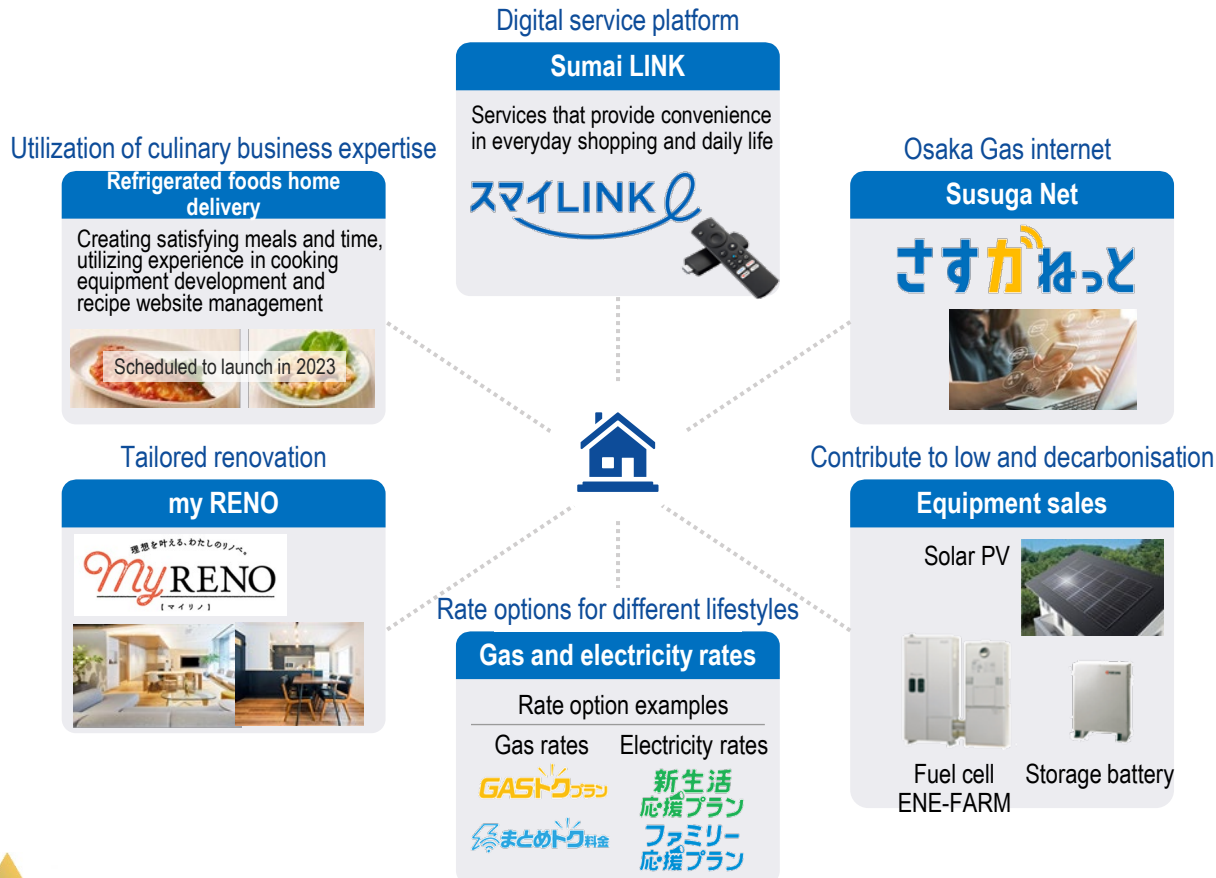 Digital service platform
Sumai LINK
Services that provide convenience
in everyday shopping and daily life
スマイLINK
Utilization of culinary business expertise
Refrigerated foods home
delivery
Creating satisfying meals and time,
utilizing experience in cooking
equipment development and
recipe website management
Scheduled to launch in 2023
Osaka Gas internet
Susuga Net
さすガねっと
Tailored renovation
my RENO
理想を叶える、わたしのリノベ。
my RENO
【マイリノ】
Rate options for different lifestyles
Gas and electricity rates
Rate option examples
Gas rates
Electricity rates
GASトクプラン
まとめトク料金
新生活
応援プラン
ファミリー
応援プラン
Contribute to low and decarbonisation
Equipment sales
Solar PV
Fuel cell
ENE-FARM
Storage battery